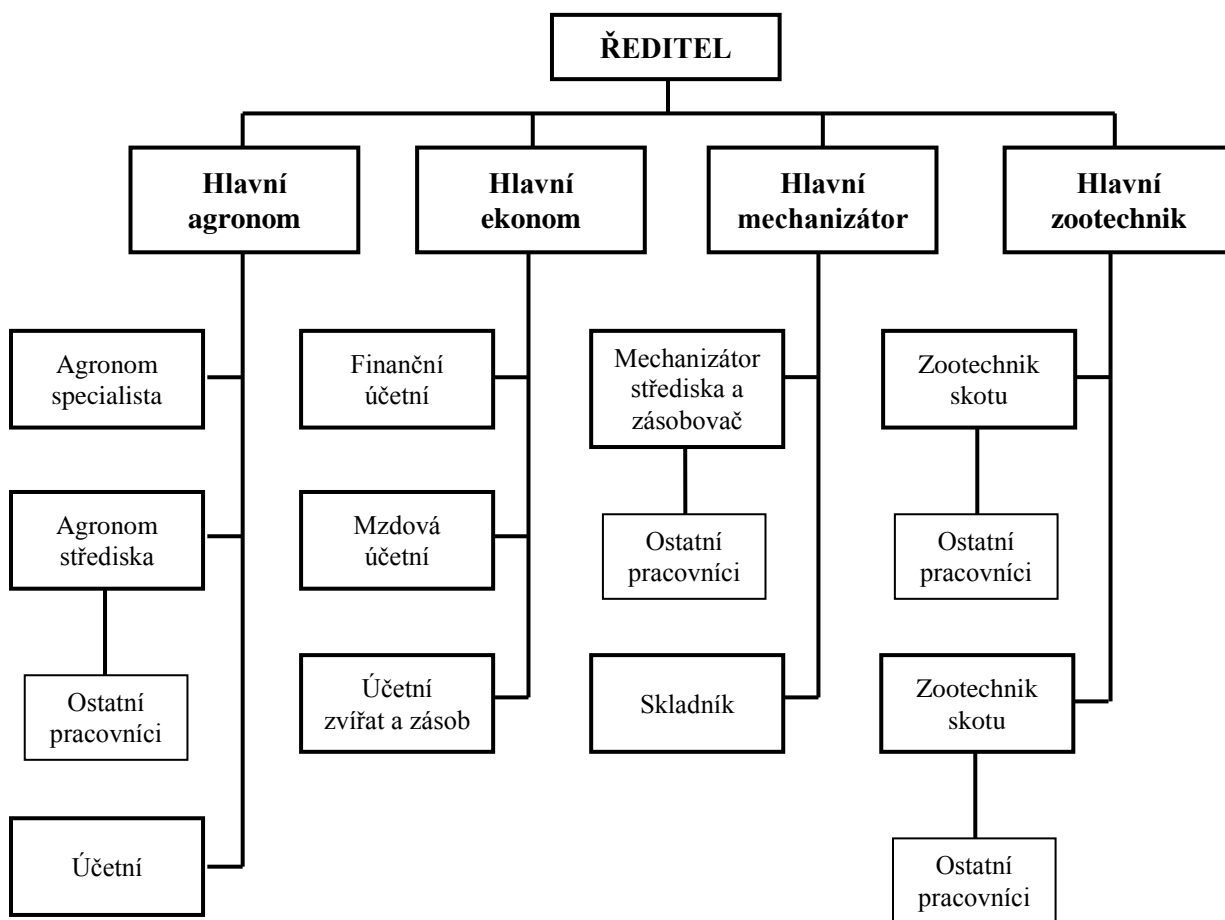 ŘEDITEL
Hlavní
agronom
Hlavní
ekonom
Hlavní
mechanizátor
Hlavní
zootechnik
Agronom
specialista
Finanční
účetní
Mechanizátor
střediska a
zásobovač
Zootechnik
skotu
Agronom
střediska
Mzdová
účetní
Ostatní
pracovníci
Ostatní
pracovníci
Ostatní
pracovníci
Účetní
zvířat a zásob
Skladník
Zootechnik
skotu
Účetní
Ostatní
pracovníci